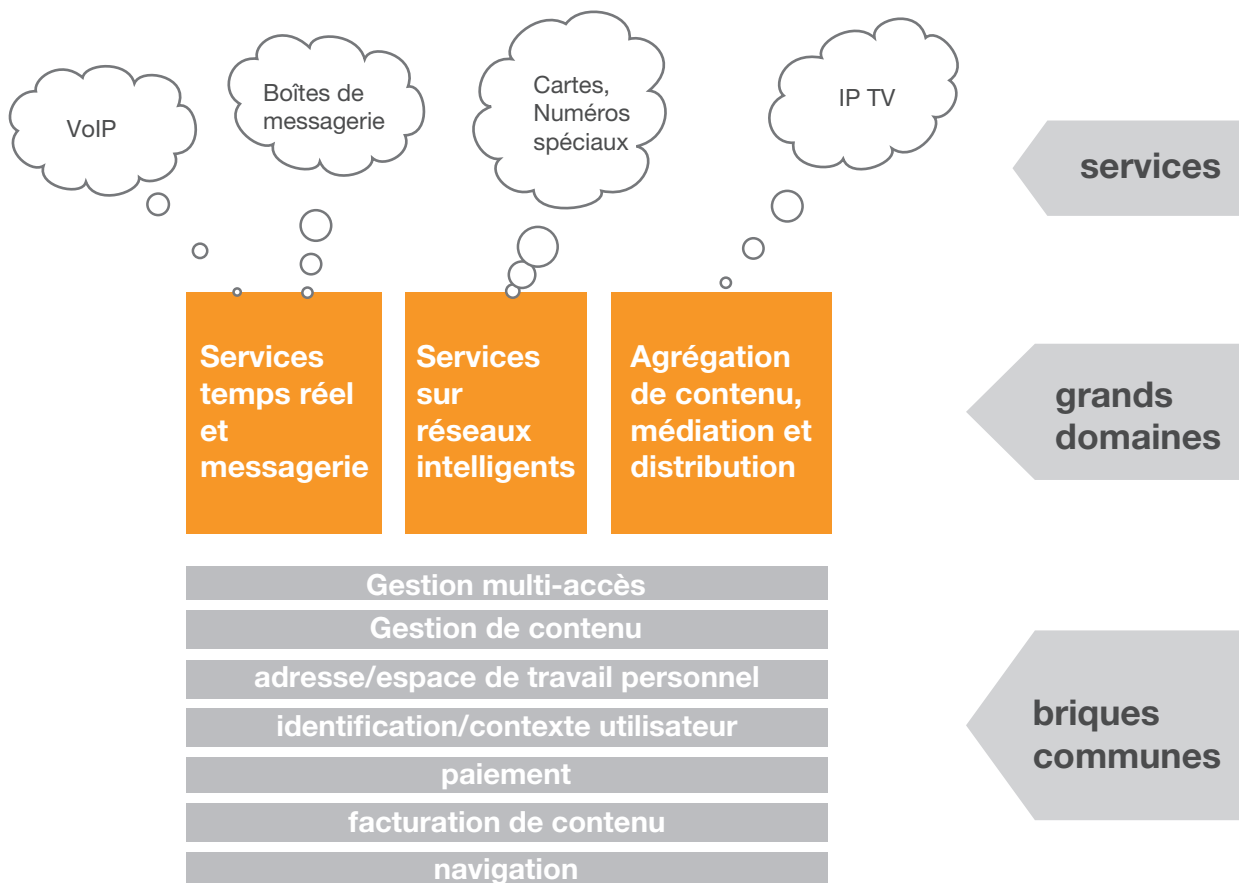 VoIP
Boîtes de
messagerie
Cartes,
Numéros
spéciaux
IP TV
services
Services
temps réel
et
messagerie
Services
sur
réseaux
intelligents
Agrégation
de contenu,
médiation et
distribution
grands
domaines
Gestion multi-accès
Gestion de contenu
adresse/espace de travail personnel
identification/contexte utilisateur
paiement
facturation de contenu
navigation
briques
communes